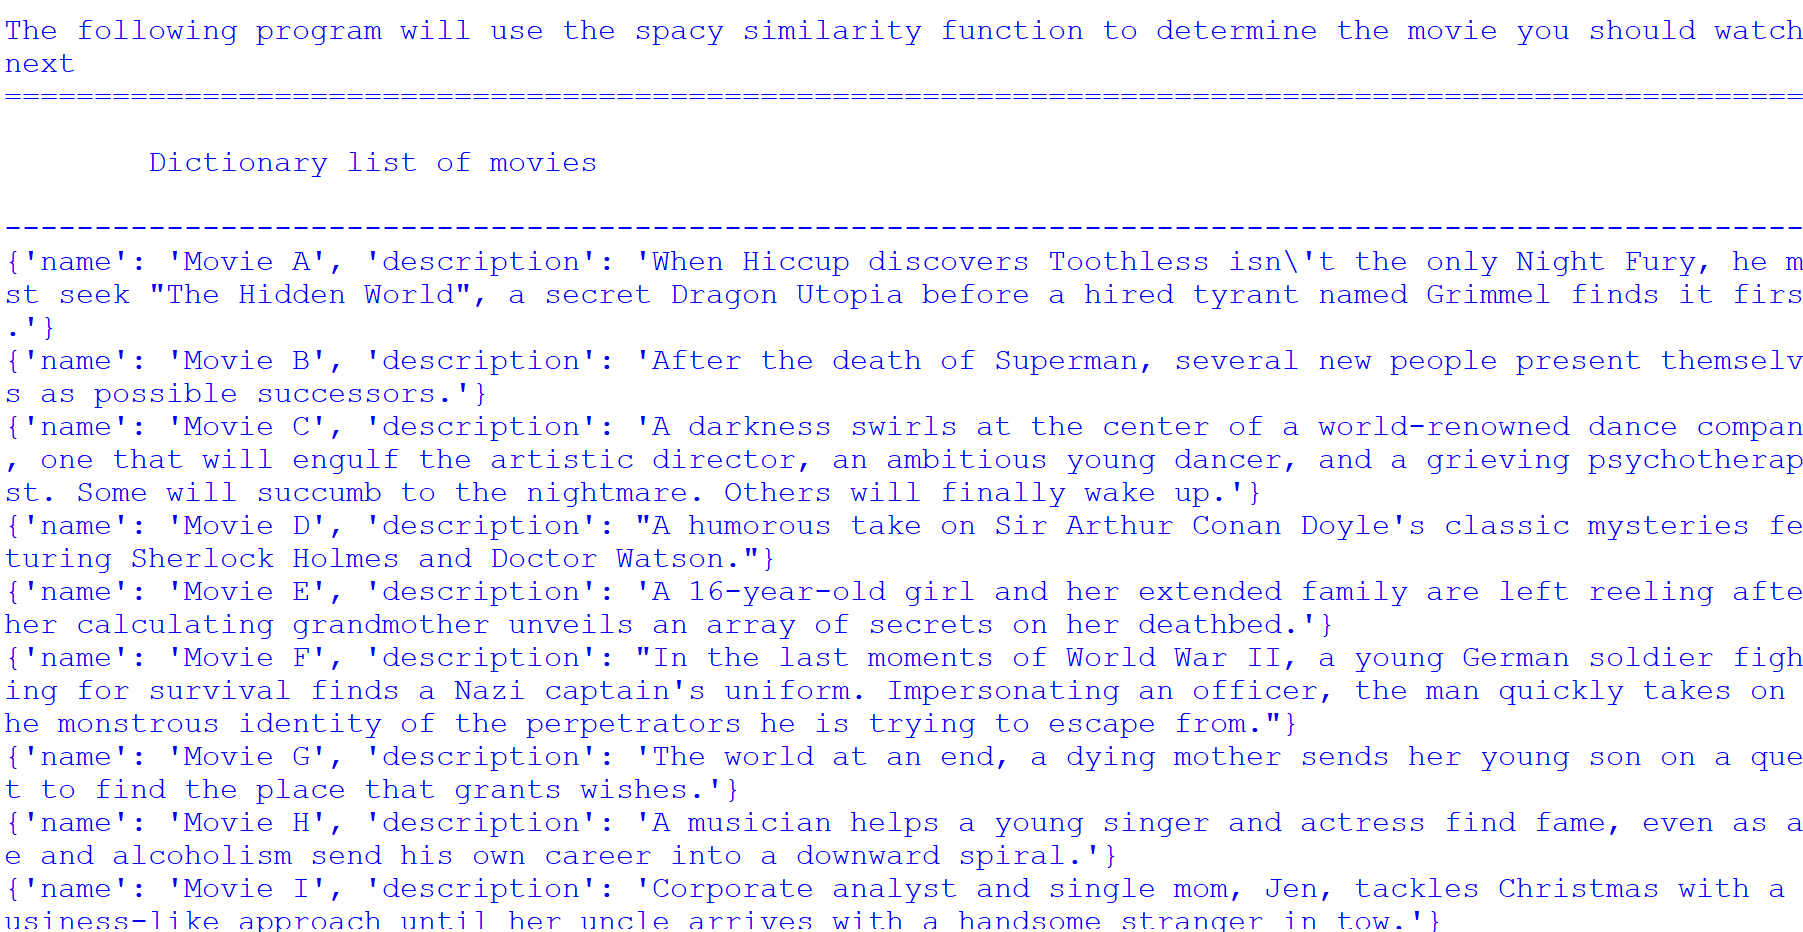 The following program will use the spacy similarity function to determine the movie you should watch
next
====================================================================================================
Dictionary list of movies
----------------------------------------------------------------------------------------------------
{'name': 'Movie A', 'description': 'When Hiccup discovers Toothless isn\'t the only Night Fury, he m
st seek "The Hidden World", a secret Dragon Utopia before a hired tyrant named Grimmel finds it firs
.'}
{'name': 'Movie B', 'description': 'After the death of Superman, several new people present themselv
s as possible successors.'}
{'name': 'Movie C', 'description': 'A darkness swirls at the center of a world-renowned dance compan
, one that will engulf the artistic director, an ambitious young dancer, and a grieving psychotherap
st. Some will succumb to the nightmare. Others will finally wake up.'}
{'name': 'Movie D', 'description': "A humorous take on Sir Arthur Conan Doyle's classic mysteries fe
turing Sherlock Holmes and Doctor Watson."}
{'name': 'Movie E', 'description': 'A 16-year-old girl and her extended family are left reeling afte
her calculating grandmother unveils an array of secrets on her deathbed.'}
{'name': 'Movie F', 'description': "In the last moments of World War II, a young German soldier figh
ing for survival finds a Nazi captain's uniform. Impersonating an officer, the man quickly takes on
he monstrous identity of the perpetrators he is trying to escape from."}
{'name': 'Movie G', 'description': 'The world at an end, a dying mother sends her young son on a que
t to find the place that grants wishes.'}
{'name': 'Movie H', 'description': 'A musician helps a young singer and actress find fame, even as a
e and alcoholism send his own career into a downward spiral.'}
{'name': 'Movie I', 'description': 'Corporate analyst and single mom, Jen, tackles Christmas with a
usiness-like approach until her uncle arrives with a handsome stranger in tow.'}